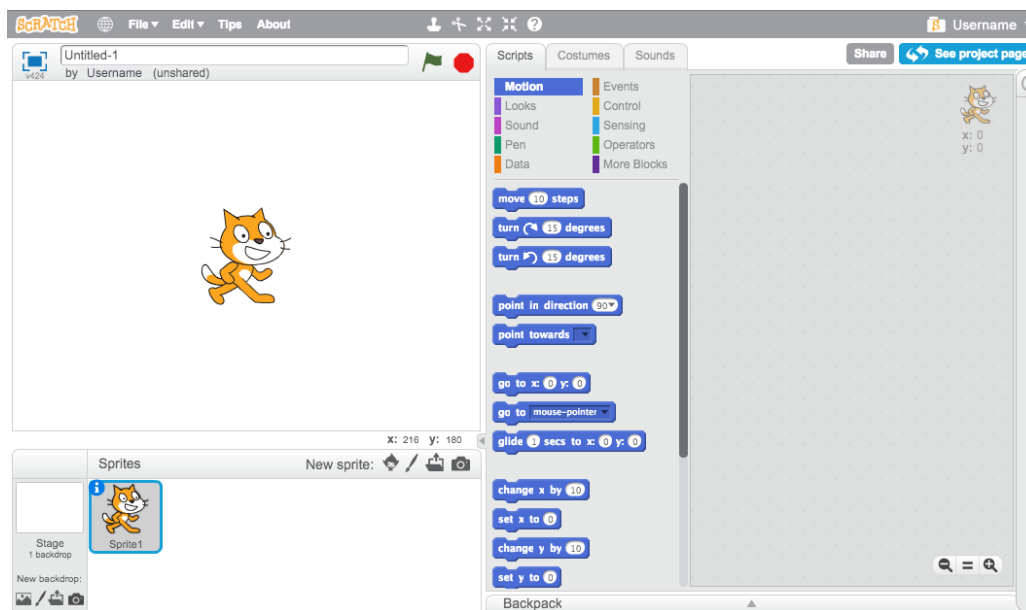 SCRATCH File Edit Tips About Username
v424
Untitled-1
by Username (unshared)
Scripts Costumes Sounds
Share See project page
Motion Events
Looks Control
Sound Sensing
Pen Operators
Data More Blocks
x: 0
y: 0
move 10 steps
turn 15 degrees
turn 15 degrees
point in direction 90
point towards
go to x: 0 y: 0
go to mouse-pointer
glide 1 secs to x: 0 y: 0
change x by 10
set x to 0
change y by 10
set y to 0
x: 216 y: 180
Sprites New sprite:
Sprite1
Stage
1 backdrop
New backdrop:
Backpack